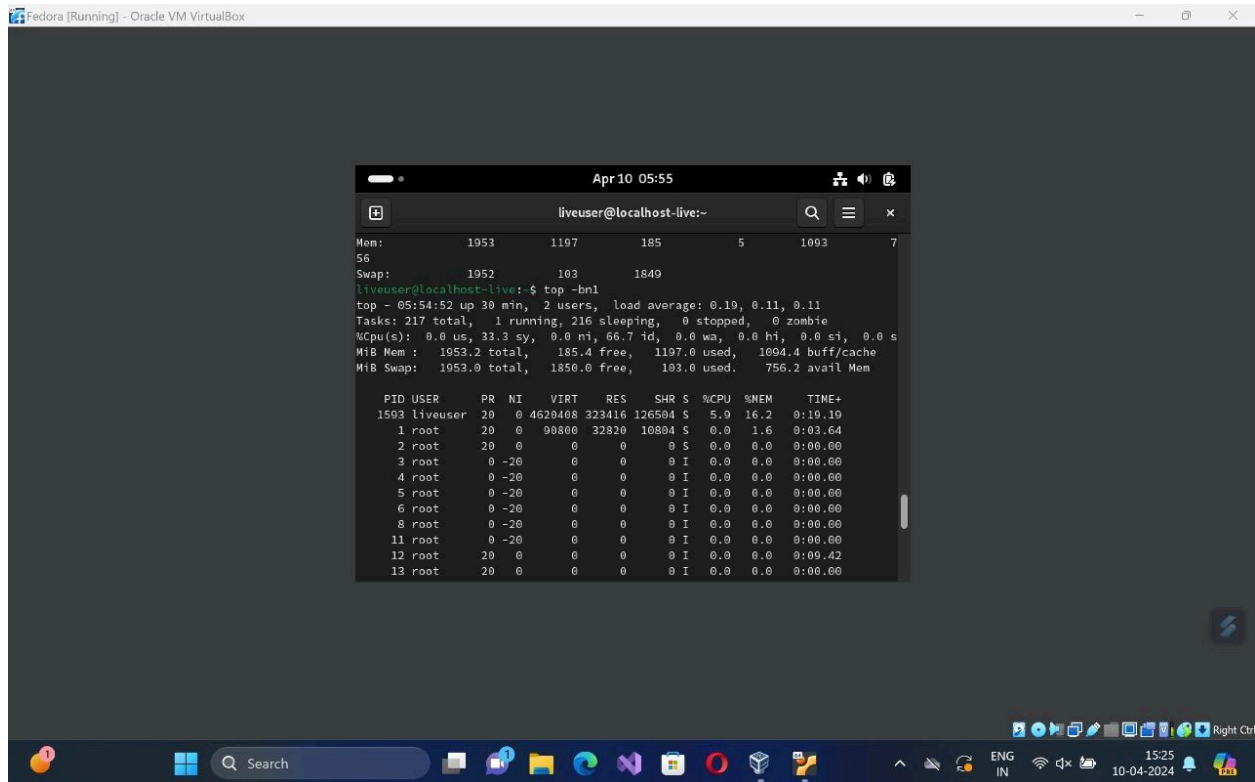 Fedora [Running] - Oracle VM VirtualBox
Apr 10 05:55
liveuser@localhost-live:~
Mem: 1953 1197 185 5 1093 7
56
Swap: 1952 103 1849
liveuser@localhost-live:~$ top -bn1
top - 05:54:52 up 30 min, 2 users, load average: 0.19, 0.11, 0.11
Tasks: 217 total, 1 running, 216 sleeping, 0 stopped, 0 zombie
%Cpu(s): 0.0 us, 33.3 sy, 0.0 ni, 66.7 id, 0.0 wa, 0.0 hi, 0.0 si, 0.0 s
MiB Mem : 1953.2 total, 185.4 free, 1197.0 used, 1094.4 buff/cache
MiB Swap: 1953.0 total, 1850.0 free, 103.0 used. 756.2 avail Mem
PID USER PR NI VIRT RES SHR S %CPU %MEM TIME+
1593 liveuser 20 0 4620408 323416 126504 S 5.9 16.2 0:19.19
1 root 20 0 90800 32820 10804 S 0.0 1.6 0:03.64
2 root 20 0 0 0 0 S 0.0 0.0 0:00.00
3 root 0 -20 0 0 0 I 0.0 0.0 0:00.00
4 root 0 -20 0 0 0 I 0.0 0.0 0:00.00
5 root 0 -20 0 0 0 I 0.0 0.0 0:00.00
6 root 0 -20 0 0 0 I 0.0 0.0 0:00.00
8 root 0 -20 0 0 0 I 0.0 0.0 0:00.00
11 root 0 -20 0 0 0 I 0.0 0.0 0:00.00
12 root 20 0 0 0 0 I 0.0 0.0 0:09.42
13 root 20 0 0 0 0 I 0.0 0.0 0:00.00
Right Ctrl
1
Search
1
ENG
IN
15:25
10-04-2024
PRE